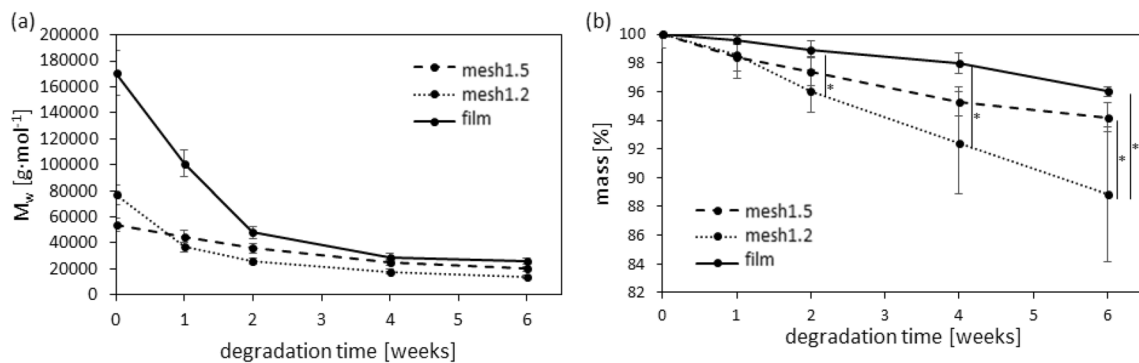 (a)
200000
180000
160000
140000
120000
100000
80000
60000
40000
20000
0
Mw [g·mol-1]
mesh1.5
mesh1.2
film
0 1 2 3 4 5 6
degradation time [weeks]
(b)
100
98
96
94
92
90
88
86
84
82
mass [%]
*
*
*
*
mesh1.5
mesh1.2
film
0 1 2 3 4 5 6
degradation time [weeks]